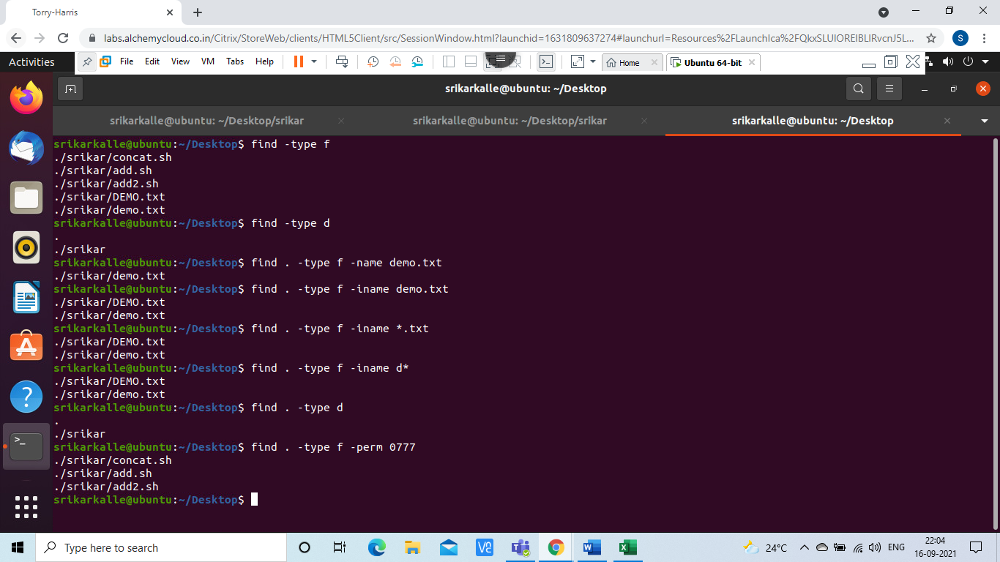 Torry-Harris
labs.alchemycloud.co.in/Citrix/StoreWeb/clients/HTML5Client/src/SessionWindow.html?launchid=1631809637274#launchurl=Resources%2FLaunchIca%2FQkxSLUlOREIBLlRvcnJ5L...
S
Activities
File Edit View VM Tabs Help
Home
Ubuntu 64-bit
srikarkalle@ubuntu: ~/Desktop
srikarkalle@ubuntu: ~/Desktop/srikar
srikarkalle@ubuntu: ~/Desktop/srikar
srikarkalle@ubuntu: ~/Desktop
srikarkalle@ubuntu:~/Desktop$ find -type f
./srikar/concat.sh
./srikar/add.sh
./srikar/add2.sh
./srikar/DEMO.txt
./srikar/demo.txt
srikarkalle@ubuntu:~/Desktop$ find -type d
.
./srikar
srikarkalle@ubuntu:~/Desktop$ find . -type f -name demo.txt
./srikar/demo.txt
srikarkalle@ubuntu:~/Desktop$ find . -type f -iname demo.txt
./srikar/DEMO.txt
./srikar/demo.txt
srikarkalle@ubuntu:~/Desktop$ find . -type f -iname *.txt
./srikar/DEMO.txt
./srikar/demo.txt
srikarkalle@ubuntu:~/Desktop$ find . -type f -iname d*
./srikar/DEMO.txt
./srikar/demo.txt
srikarkalle@ubuntu:~/Desktop$ find . -type d
.
./srikar
srikarkalle@ubuntu:~/Desktop$ find . -type f -perm 0777
./srikar/concat.sh
./srikar/add.sh
./srikar/add2.sh
srikarkalle@ubuntu:~/Desktop$
Type here to search
24°C
ENG
22:04
16-09-2021